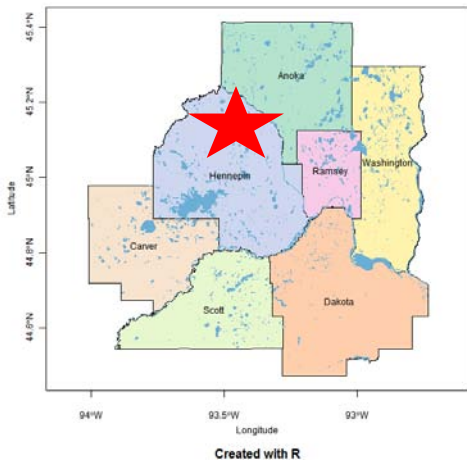 45.4°N
Anoka
45.2°N
Washington
Ramney
45°N
Hennepin
Latitude
Carver
44.8°N
Dakota
Scott
44.6°N
94°W
93.5°W
93°W
Longitude
Created with R